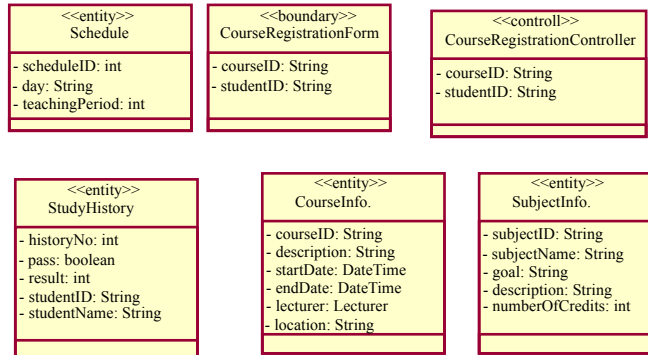 <<entity>>
Schedule
- scheduleID: int
- day: String
- teachingPeriod: int
<<boundary>>
CourseRegistrationForm
- courseID: String
- studentID: String
<<controll>>
CourseRegistrationController
- courseID: String
- studentID: String
<<entity>>
StudyHistory
- historyNo: int
- pass: boolean
- result: int
- studentID: String
- studentName: String
<<entity>>
CourseInfo.
- courseID: String
- description: String
- startDate: DateTime
- endDate: DateTime
- lecturer: Lecturer
- location: String
<<entity>>
SubjectInfo.
- subjectID: String
- subjectName: String
- goal: String
- description: String
- numberOfCredits: int